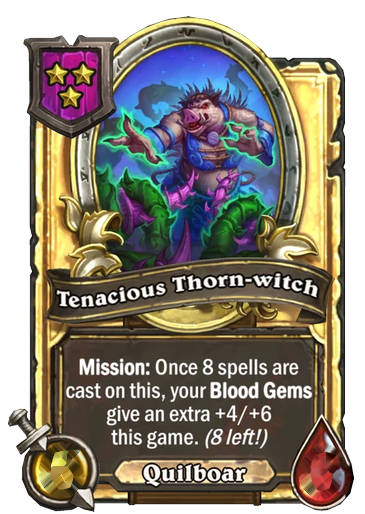 Tenacious Thorn-witch
Mission: Once 8 spells are
cast on this, your Blood Gems
give an extra +4/+6
this game. (8 left!)
Quilboar